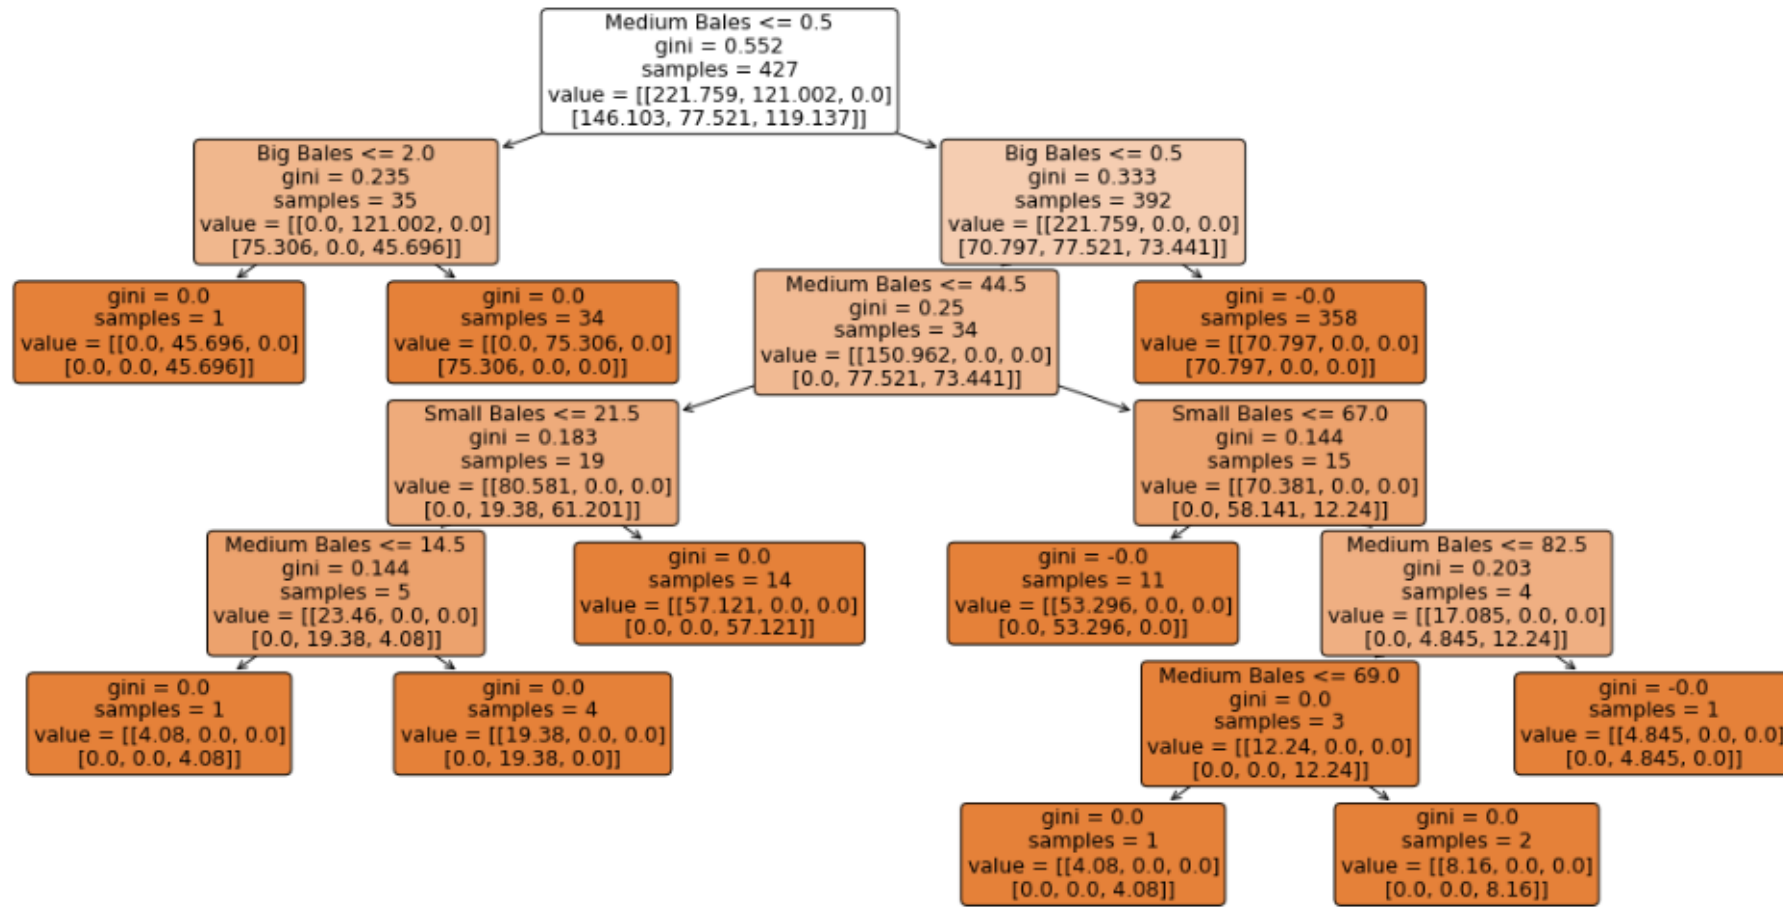 Medium Bales <= 0.5
gini = 0.552
samples = 427
value = [[221.759, 121.002, 0.0]
[146.103, 77.521, 119.137]]
Big Bales <= 2.0
gini = 0.235
samples = 35
value = [[0.0, 121.002, 0.0]
[75.306, 0.0, 45.696]]
Big Bales <= 0.5
gini = 0.333
samples = 392
value = [[221.759, 0.0, 0.0]
[70.797, 77.521, 73.441]]
gini = 0.0
samples = 1
value = [[0.0, 45.696, 0.0]
[0.0, 0.0, 45.696]]
gini = 0.0
samples = 34
value = [[0.0, 75.306, 0.0]
[75.306, 0.0, 0.0]]
Medium Bales <= 44.5
gini = 0.25
samples = 34
value = [[150.962, 0.0, 0.0]
[0.0, 77.521, 73.441]]
gini = -0.0
samples = 358
value = [[70.797, 0.0, 0.0]
[70.797, 0.0, 0.0]]
Small Bales <= 21.5
gini = 0.183
samples = 19
value = [[80.581, 0.0, 0.0]
[0.0, 19.38, 61.201]]
Small Bales <= 67.0
gini = 0.144
samples = 15
value = [[70.381, 0.0, 0.0]
[0.0, 58.141, 12.24]]
Medium Bales <= 14.5
gini = 0.144
samples = 5
value = [[23.46, 0.0, 0.0]
[0.0, 19.38, 4.08]]
gini = 0.0
samples = 14
value = [[57.121, 0.0, 0.0]
[0.0, 0.0, 57.121]]
gini = -0.0
samples = 11
value = [[53.296, 0.0, 0.0]
[0.0, 53.296, 0.0]]
Medium Bales <= 82.5
gini = 0.203
samples = 4
value = [[17.085, 0.0, 0.0]
[0.0, 4.845, 12.24]]
gini = 0.0
samples = 1
value = [[4.08, 0.0, 0.0]
[0.0, 0.0, 4.08]]
gini = 0.0
samples = 4
value = [[19.38, 0.0, 0.0]
[0.0, 19.38, 0.0]]
Medium Bales <= 69.0
gini = 0.0
samples = 3
value = [[12.24, 0.0, 0.0]
[0.0, 0.0, 12.24]]
gini = -0.0
samples = 1
value = [[4.845, 0.0, 0.0]
[0.0, 4.845, 0.0]]
gini = 0.0
samples = 1
value = [[4.08, 0.0, 0.0]
[0.0, 0.0, 4.08]]
gini = 0.0
samples = 2
value = [[8.16, 0.0, 0.0]
[0.0, 0.0, 8.16]]